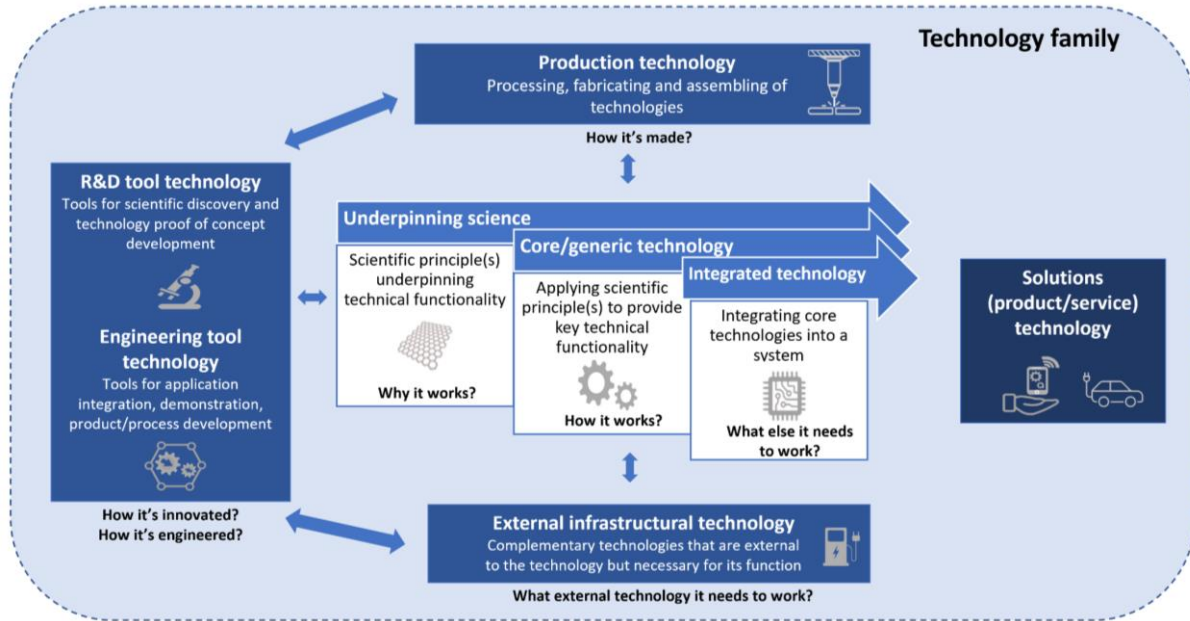 Technology family
Production technology
Processing, fabricating and assembling of
technologies
How it's made?
R&D tool technology
Tools for scientific discovery and
technology proof of concept
development
Engineering tool
technology
Tools for application
integration, demonstration,
product/process development
How it's innovated?
How it's engineered?
Underpinning science
Scientific principle(s)
underpinning
technical functionality
Why it works?
Core/generic technology
Applying scientific
principle(s) to provide
key technical
functionality
How it works?
Integrated technology
Integrating core
technologies into a
system
What else it needs
to work?
Solutions
(product/service)
technology
External infrastructural technology
Complementary technologies that are external
to the technology but necessary for its function
What external technology it needs to work?